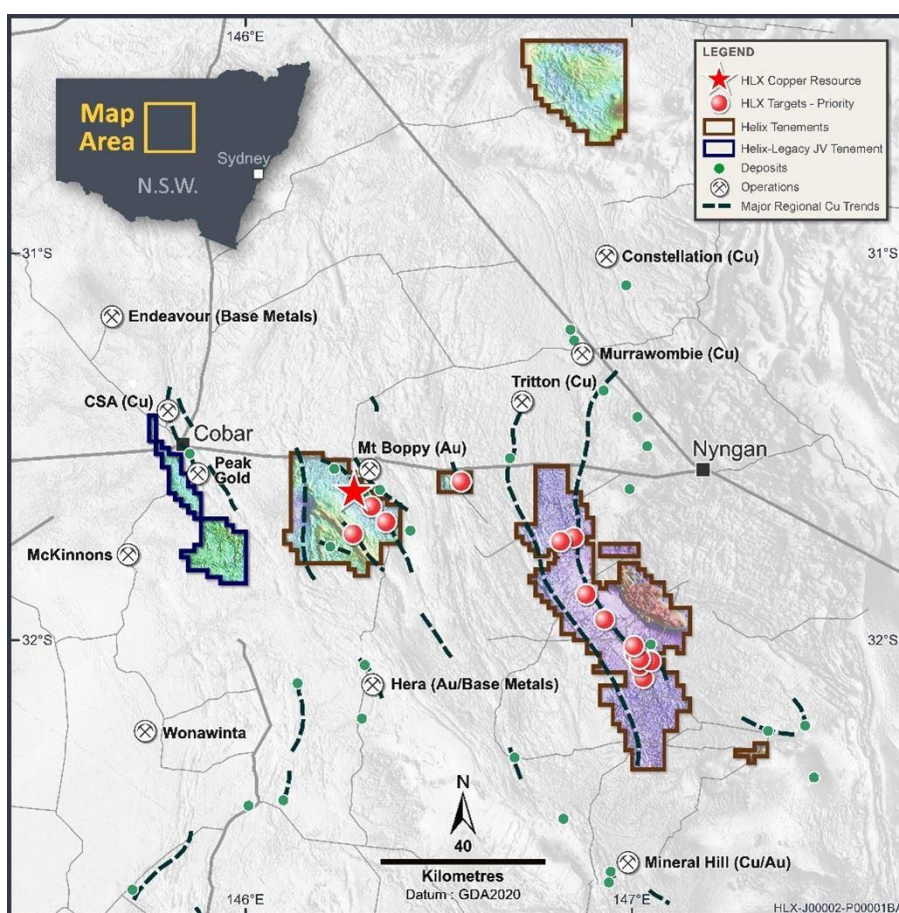 146°E
Map
Area
Sydney
N.S.W.
LEGEND
HLX Copper Resource
HLX Targets - Priority
Helix Tenements
Helix-Legacy JV Tenement
Deposits
Operations
Major Regional Cu Trends
31°S
31°S
Constellation (Cu)
Endeavour (Base Metals)
Murrawombie (Cu)
Tritton (Cu)
CSA (Cu)
Cobar
Mt Boppy (Au)
Nyngan
Peak
Gold
McKinnons
32°S
32°S
Hera (Au/Base Metals)
Wonawinta
N
40
Kilometres
Datum : GDA2020
Mineral Hill (Cu/Au)
146°E
147°E
HLX-J00002-P00001BA